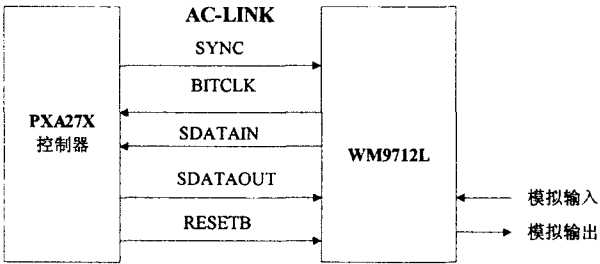 AC-LINK
SYNC
BITCLK
PXA27X
控制器
SDATAIN
WM9712L
SDATAOUT
模拟输入
RESETB
模拟输出